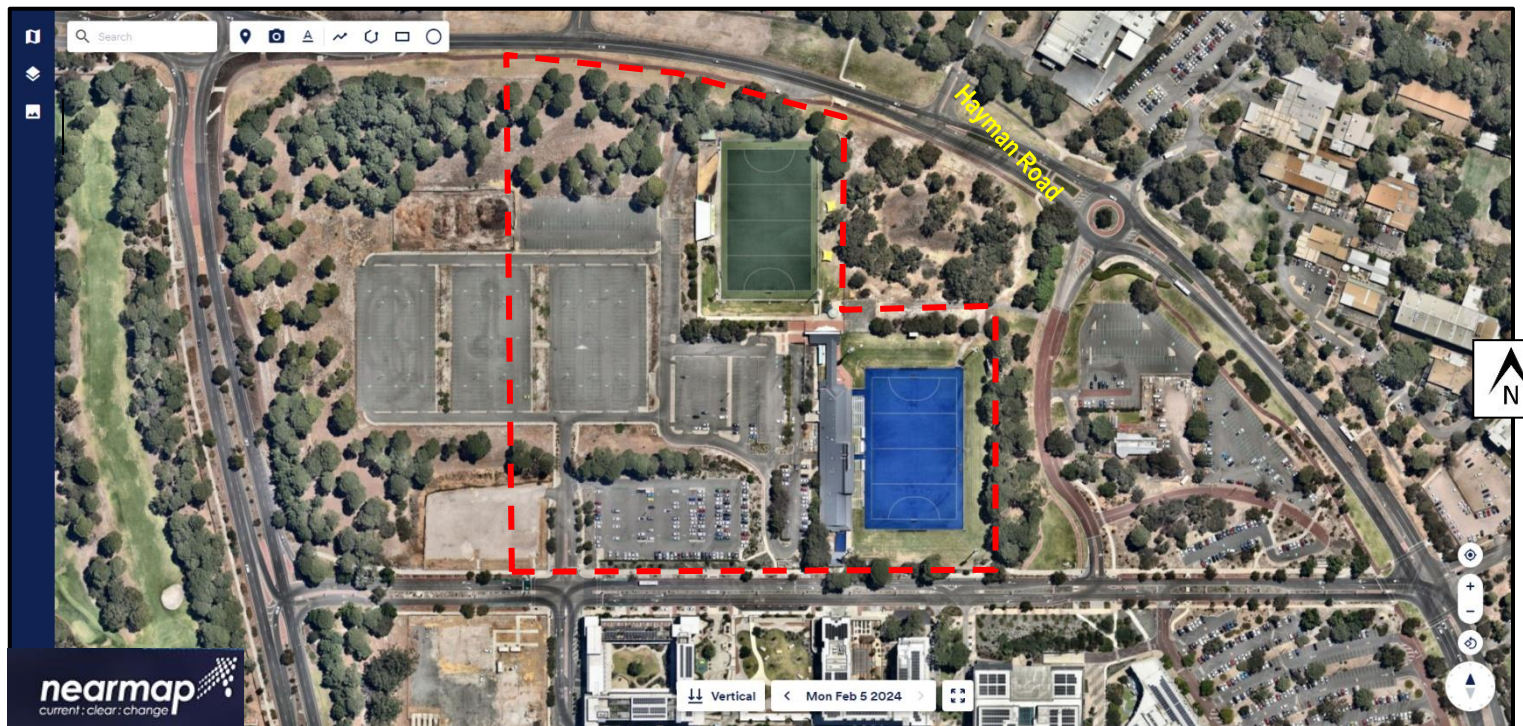 Search
A
Hayman Road
N
nearmap
current : clear : change
Vertical
Mon Feb 5 2024
+
−